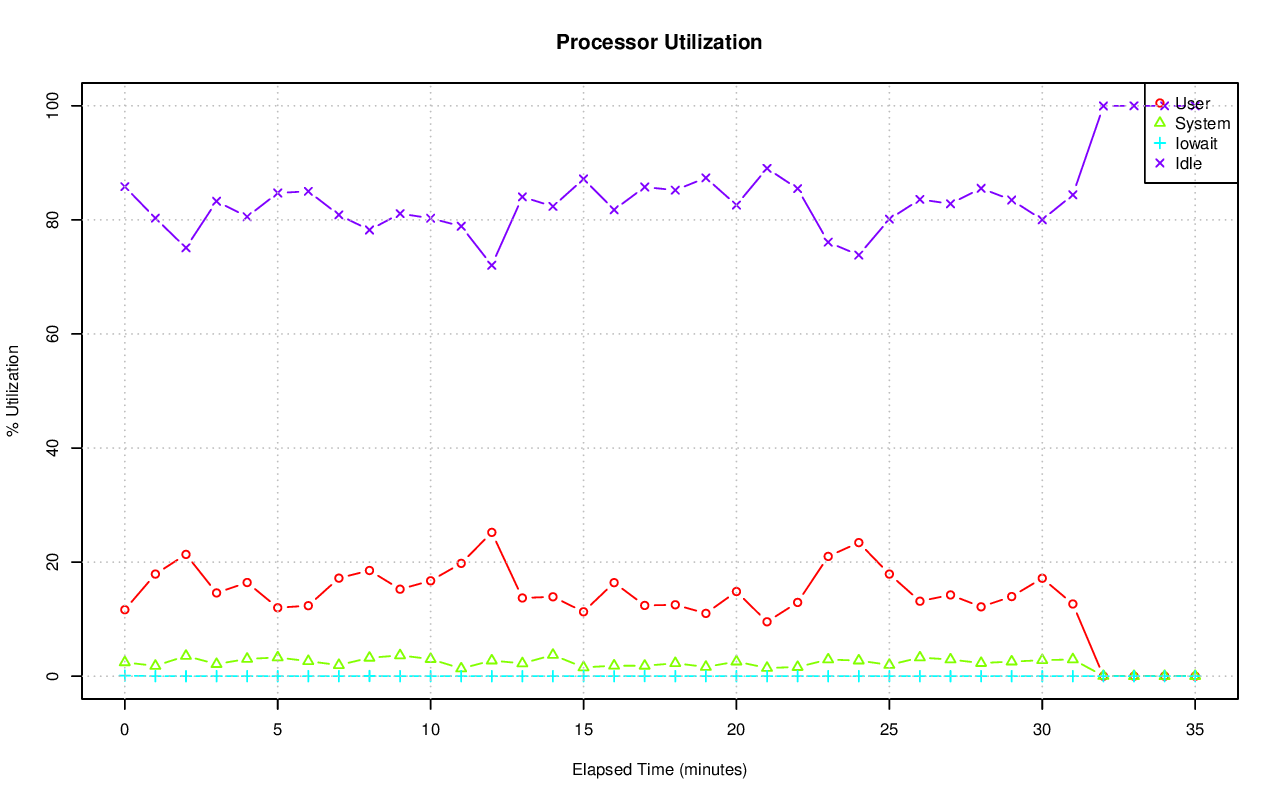 Processor Utilization
% Utilization
100
80
60
40
20
0
User
System
Iowait
Idle
0 5 10 15 20 25 30 35
Elapsed Time (minutes)